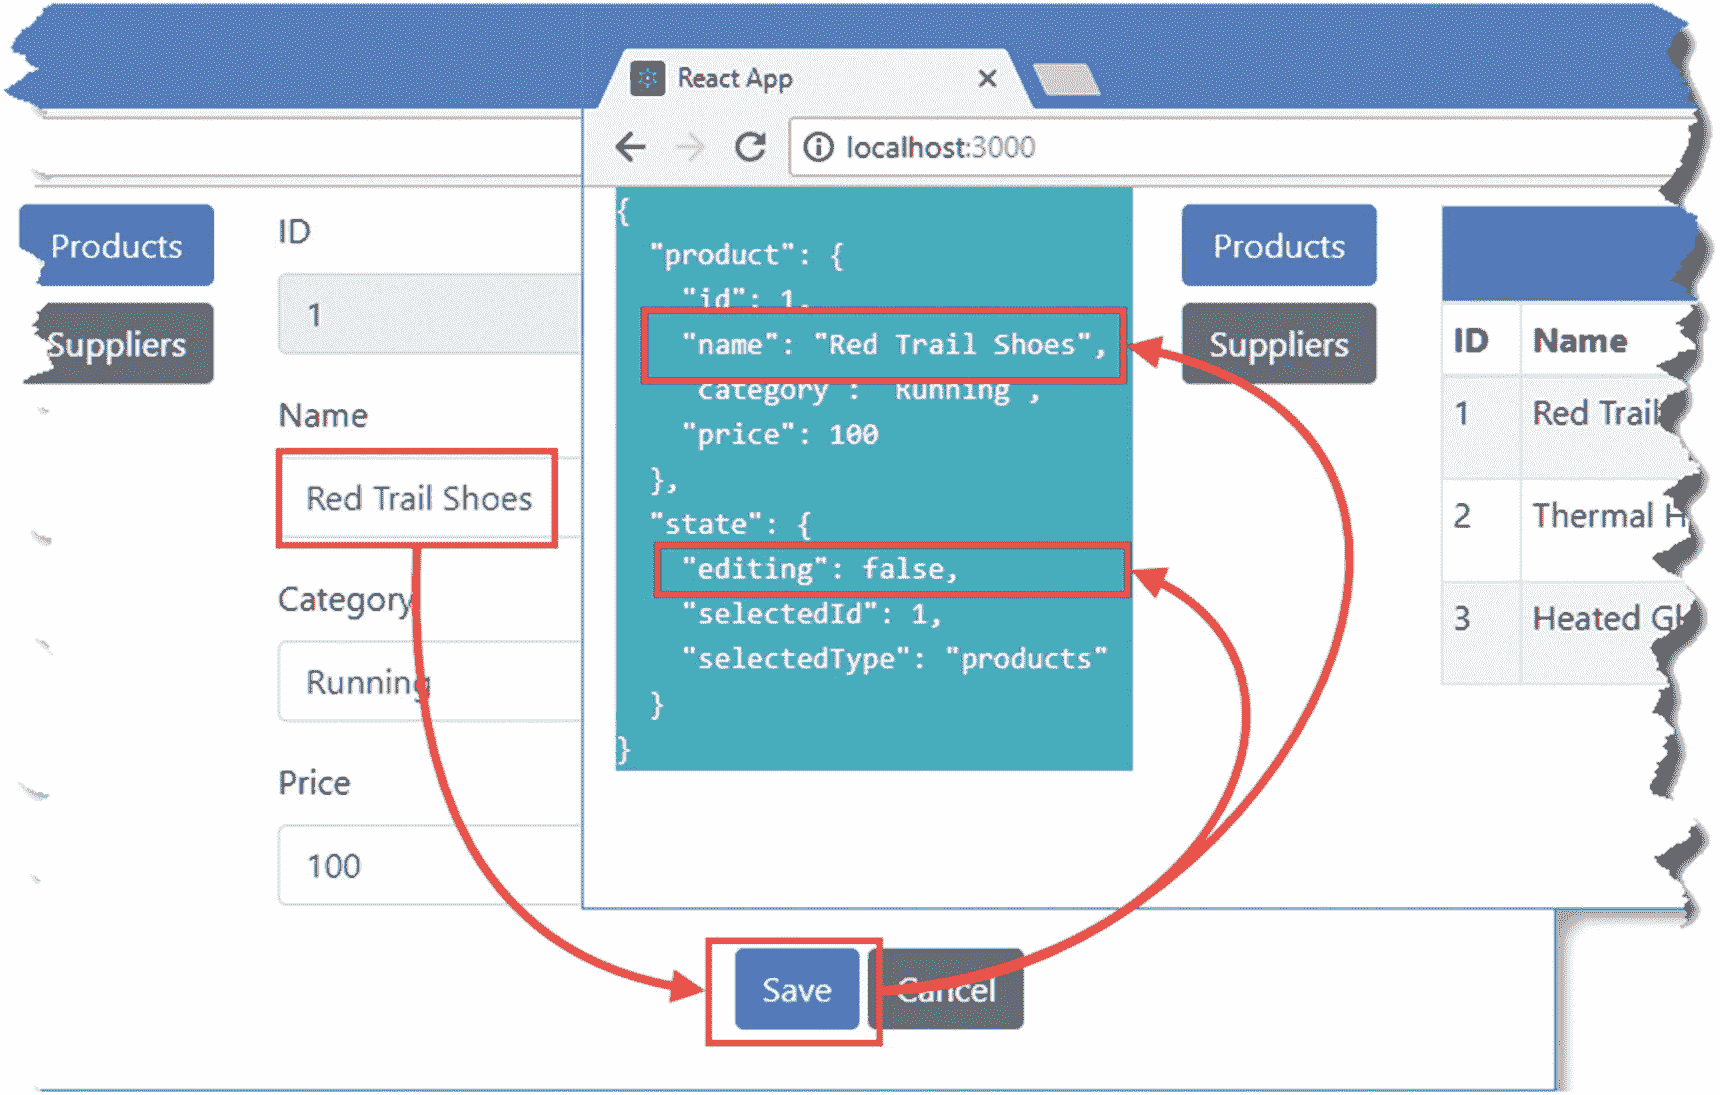 React App
localhost:3000
Products
Suppliers
ID
1
Name
Red Trail Shoes
Category
Running
Price
100
Save
Cancel
{
"product": {
"id": 1,
"name": "Red Trail Shoes",
"category": "Running",
"price": 100
},
"state": {
"editing": false,
"selectedId": 1,
"selectedType": "products"
}
}
Products
Suppliers
ID Name
1 Red Trail
2 Thermal H
3 Heated Gl